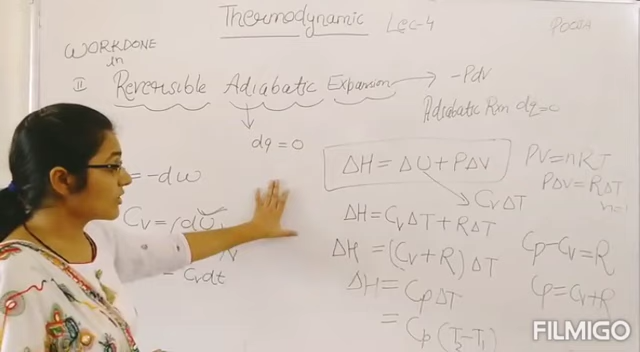 Thermodynamic Lec-4
POOJA
WORKDONE
in
II Reversible Adiabatic Expansion → -Pdv
Adiabatic Rxn dq=0
dq = 0
= -dw
Cv = (dU
- Cvdt
ΔH = ΔU + PΔV
CvΔT
ΔH = CvΔT + RΔT
ΔH = (Cv + R) ΔT
ΔH = CpΔT
= Cp (T2-T1)
PV = nRT
PΔV = RΔT
n=1
Cp - Cv = R
Cp = Cv + R
FILMIGO